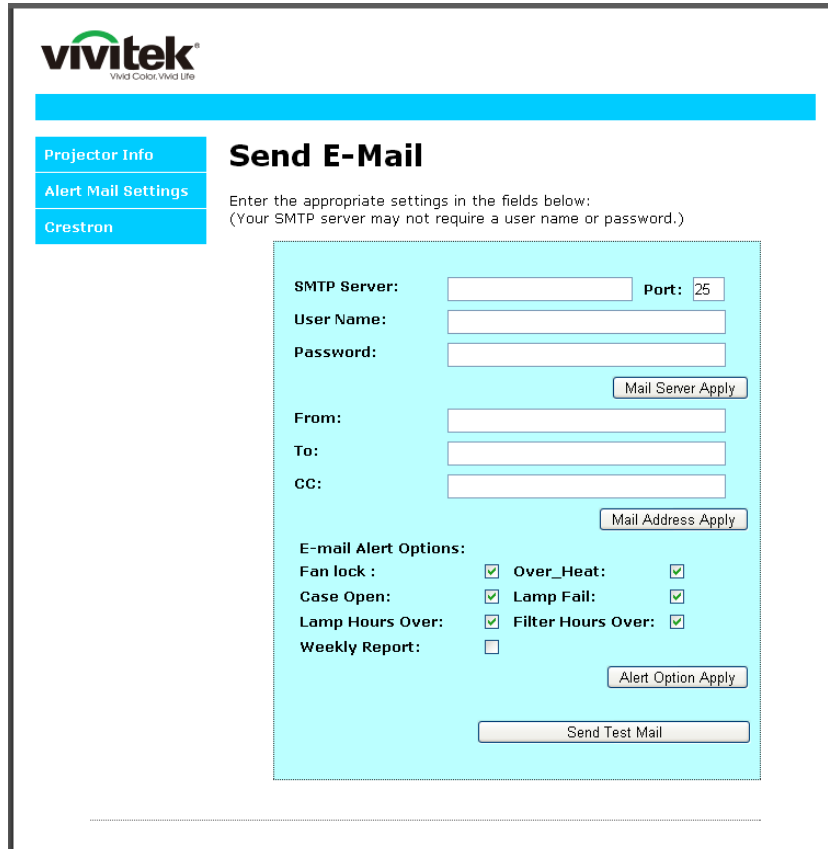 vivitek®
Vivid Color, Vivid Life
Projector Info
Alert Mail Settings
Crestron
Send E-Mail
Enter the appropriate settings in the fields below:
(Your SMTP server may not require a user name or password.)
SMTP Server: Port: 25
User Name:
Password:
Mail Server Apply
From:
To:
CC:
Mail Address Apply
E-mail Alert Options:
Fan lock : Over_Heat:
Case Open: Lamp Fail:
Lamp Hours Over: Filter Hours Over:
Weekly Report:
Alert Option Apply
Send Test Mail